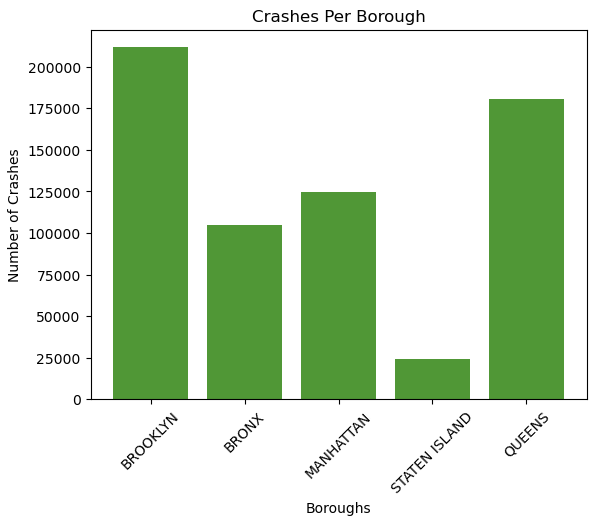 Crashes Per Borough
Number of Crashes
200000
175000
150000
125000
100000
75000
50000
25000
0
BROOKLYN
BRONX
MANHATTAN
STATEN ISLAND
QUEENS
Boroughs